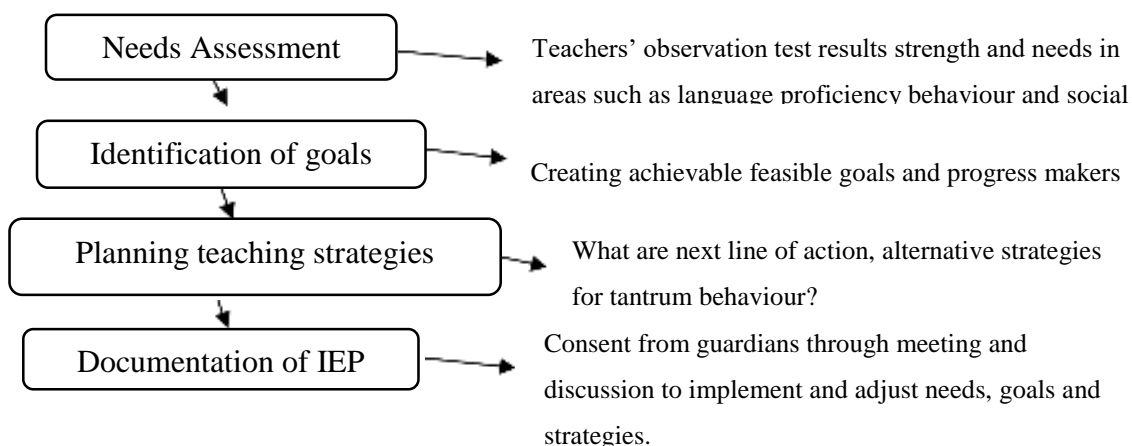 Needs Assessment
Teachers’ observation test results strength and needs in
areas such as language proficiency behaviour and social
Identification of goals
Creating achievable feasible goals and progress makers
Planning teaching strategies
What are next line of action, alternative strategies
for tantrum behaviour?
Documentation of IEP
Consent from guardians through meeting and
discussion to implement and adjust needs, goals and
strategies.